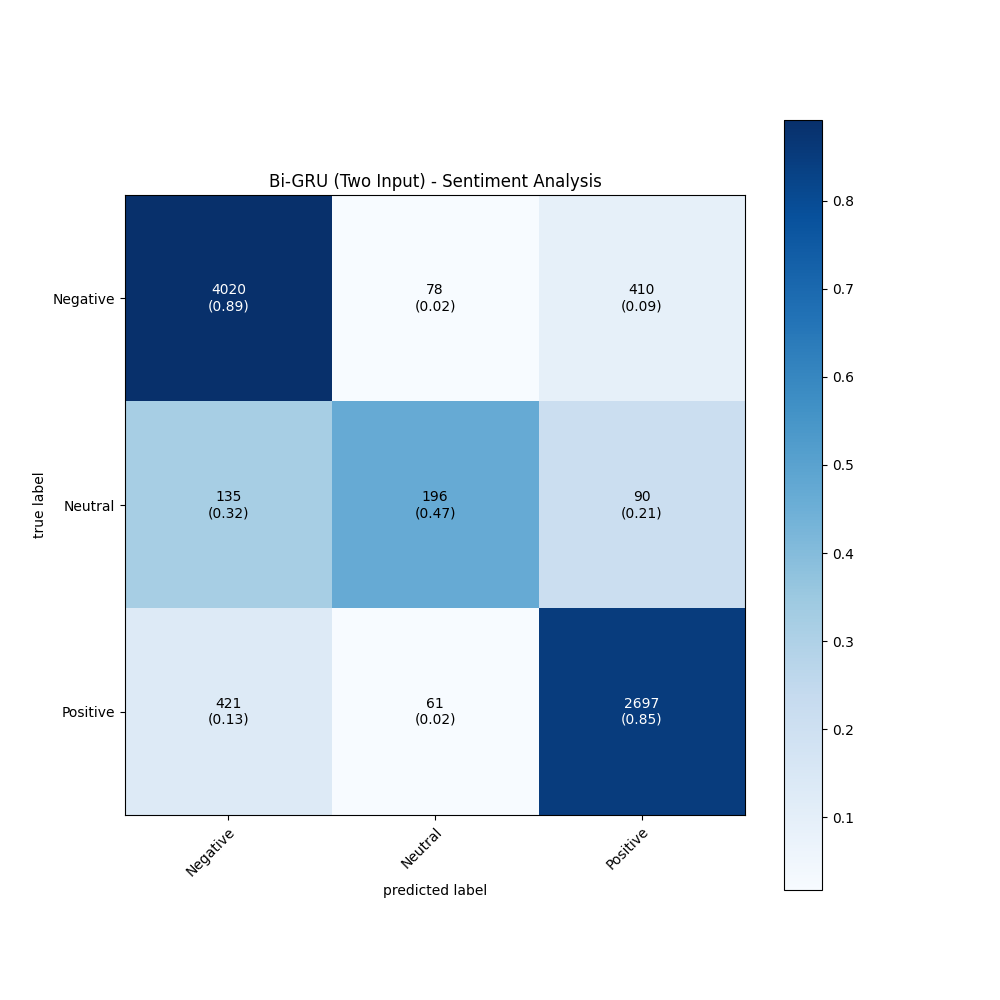 Bi-GRU (Two Input) - Sentiment Analysis
Negative
4020
(0.89)
78
(0.02)
410
(0.09)
Neutral
135
(0.32)
196
(0.47)
90
(0.21)
Positive
421
(0.13)
61
(0.02)
2697
(0.85)
true label
Negative
Neutral
Positive
predicted label
0.8
0.7
0.6
0.5
0.4
0.3
0.2
0.1